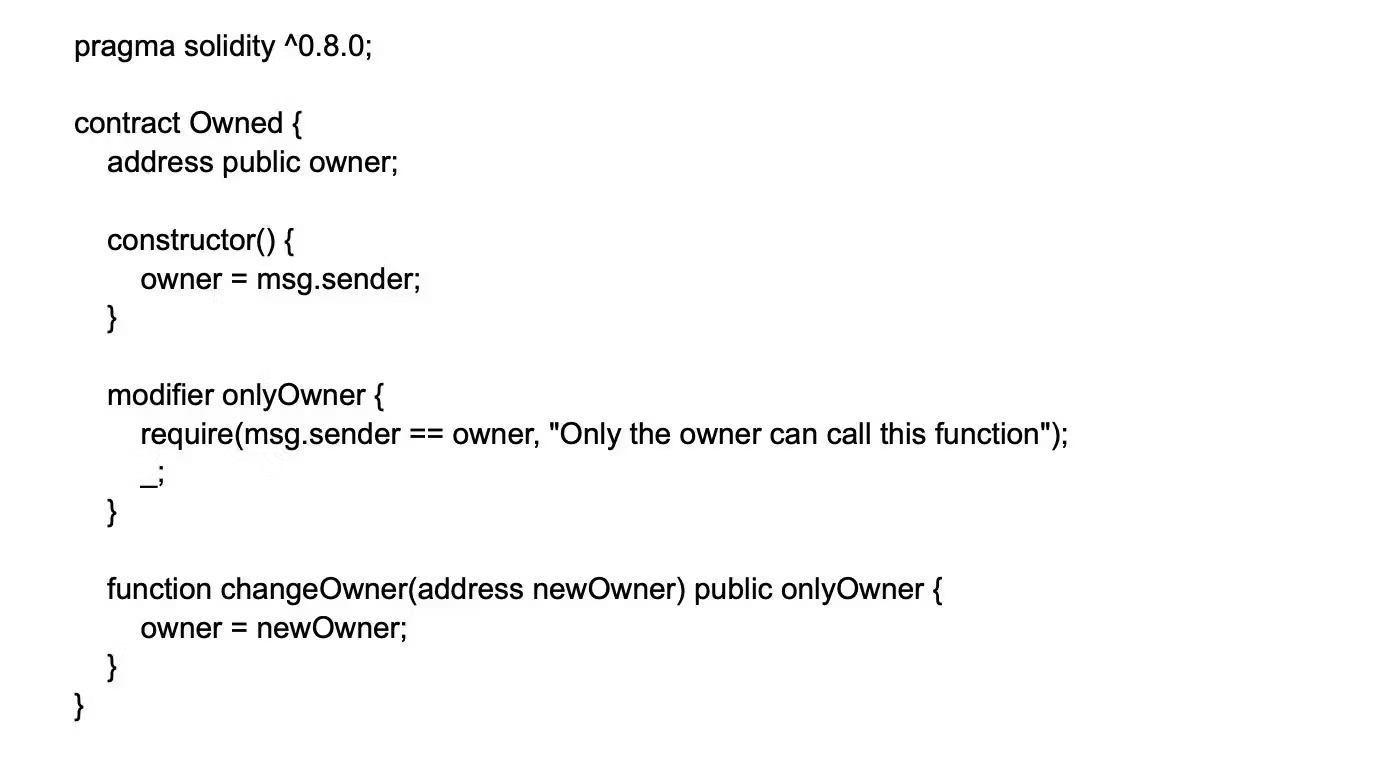 pragma solidity ^0.8.0;
contract Owned {
address public owner;
constructor() {
owner = msg.sender;
}
modifier onlyOwner {
require(msg.sender == owner, "Only the owner can call this function");
_;
}
function changeOwner(address newOwner) public onlyOwner {
owner = newOwner;
}
}